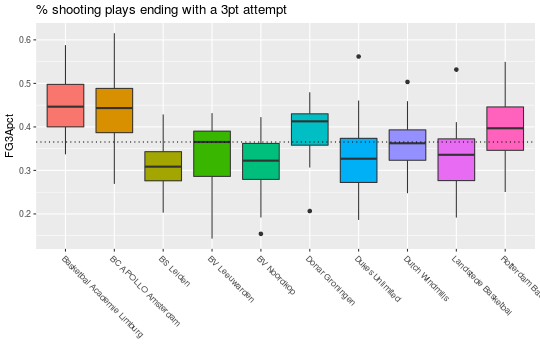 % shooting plays ending with a 3pt attempt
FG3Apct
0.6
0.5
0.4
0.3
0.2
Basketbal Academie Limburg
BC APOLLO Amsterdam
BS Leiden
BV Leeuwarden
BV Noordkop
Donar Groningen
Dukes Unlimited
Dutch Windmills
Landstede Basketbal
Rotterdam Bas